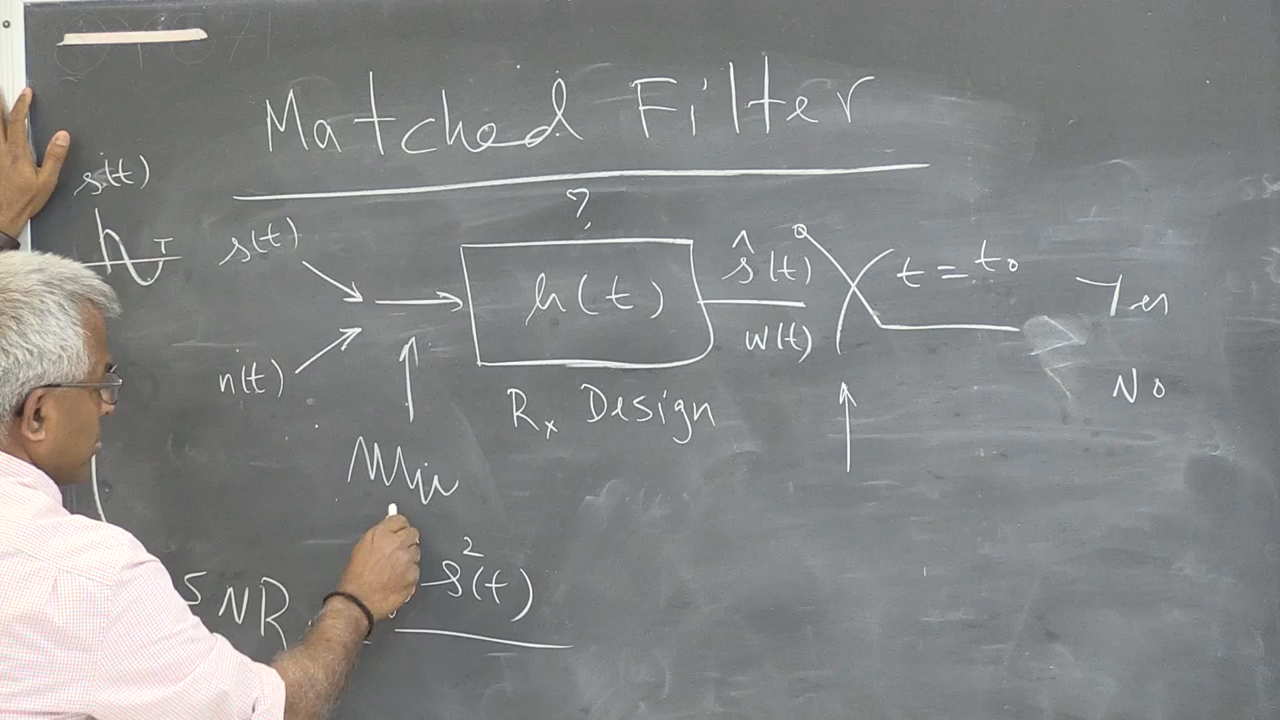 Matched Filter
s(t)
T
s(t)
n(t)
?
h(t)
Rx Design
ŝ(t)
w(t)
t = t₀
Yes
No
SNR
s²(t)